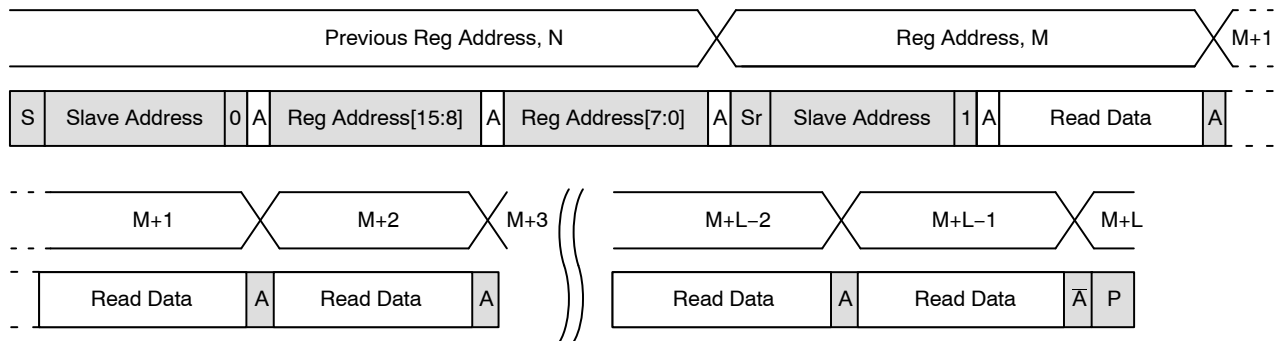 Previous Reg Address, N Reg Address, M M+1
S Slave Address 0 A Reg Address[15:8] A Reg Address[7:0] A Sr Slave Address 1 A Read Data A
M+1 M+2 M+3 M+L−2 M+L−1 M+L
Read Data A Read Data A Read Data A Read Data A̅ P